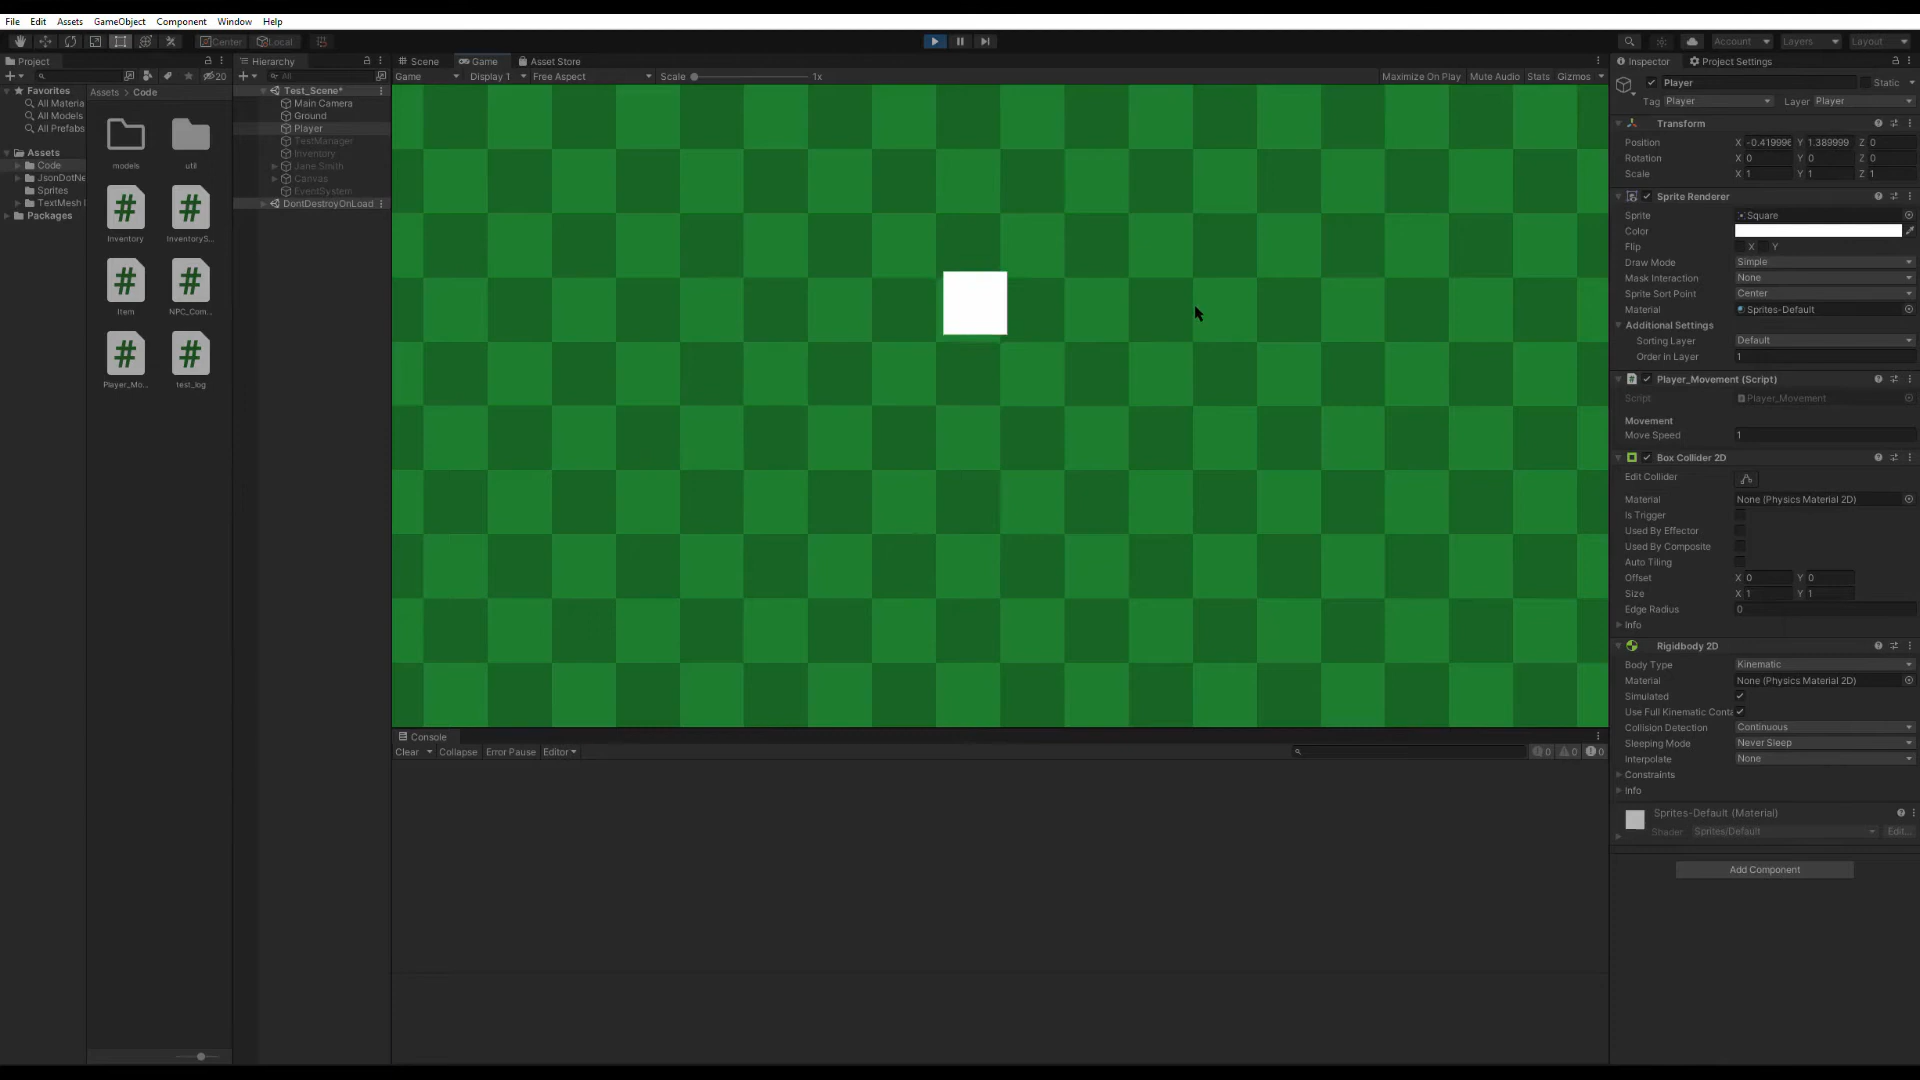 File Edit Assets GameObject Component Window Help
Center Local Account Layers Layout
Project
20
Favorites
All Materia
All Models
All Prefabs
Assets
Code
JsonDotNe
Sprites
TextMesh
Packages
Assets > Code
models util
Inventory InventoryS...
Item NPC_Com...
Player_Mo... test_log
Hierarchy
All
Test_Scene*
Main Camera
Ground
Player
TestManager
Inventory
Jane Smith
Canvas
EventSystem
DontDestroyOnLoad
Scene Game Asset Store
Game Display 1 Free Aspect Scale 1x Maximize On Play Mute Audio Stats Gizmos
Console
Clear Collapse Error Pause Editor 0 0 0
Inspector Project Settings
Player Static
Tag Player Layer Player
Transform
Position X -0.419996 Y 1.389999 Z 0
Rotation X 0 Y 0 Z 0
Scale X 1 Y 1 Z 1
Sprite Renderer
Sprite Square
Color
Flip X Y
Draw Mode Simple
Mask Interaction None
Sprite Sort Point Center
Material Sprites-Default
Additional Settings
Sorting Layer Default
Order in Layer 1
# Player_Movement (Script)
Script Player_Movement
Movement
Move Speed 1
Box Collider 2D
Edit Collider
Material None (Physics Material 2D)
Is Trigger
Used By Effector
Used By Composite
Auto Tiling
Offset X 0 Y 0
Size X 1 Y 1
Edge Radius 0
Info
Rigidbody 2D
Body Type Kinematic
Material None (Physics Material 2D)
Simulated
Use Full Kinematic Conta
Collision Detection Continuous
Sleeping Mode Never Sleep
Interpolate None
Constraints
Info
Sprites-Default (Material)
Shader Sprites/Default Edit...
Add Component